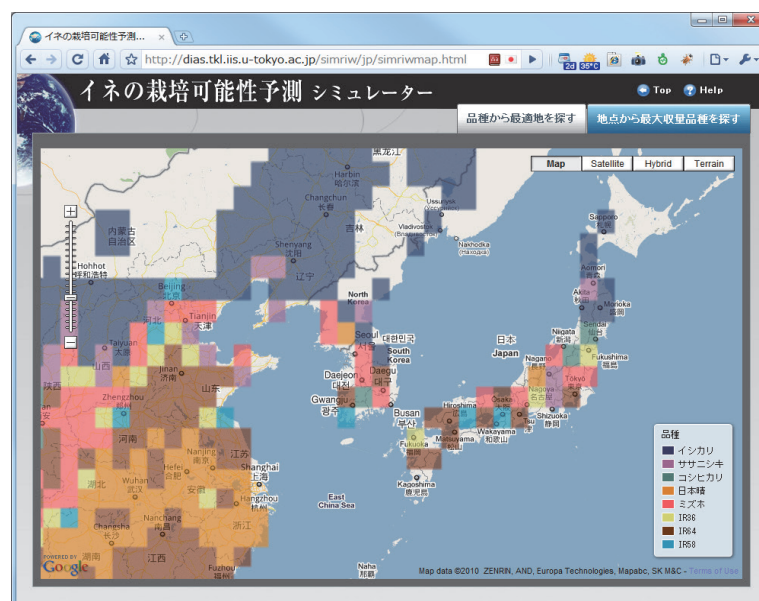 イネの栽培可能性予測...
http://dias.tkl.iis.u-tokyo.ac.jp/simriw/jp/simriwmap.html
2d
35°C
イネの栽培可能性予測 シミュレーター
Top
Help
品種から最適地を探す
地点から最大収量品種を探す
Map
Satellite
Hybrid
Terrain
黑龙江
Harbin
哈尔滨
Changchun
长春
吉林
Ussuriysk
Vladivostok
Nakhodka
(Находка)
Sapporo
札幌
内蒙古
自治区
Shenyang
沈阳
辽宁
Hohhot
呼和浩特
Beijing
北京
North
Korea
Aomori
青森
Akita
秋田
Morioka
盛岡
河北
Tianjin
天津
Seoul
서울
대한민국
South
Korea
日本
Japan
Niigata
新潟
Sendai
仙台
Fukushima
福島
Taiyuan
太原
山西
Jinan
济南
山东
Daejeon
대전
Daegu
대구
Nagano
長野
Tokyo
東京
陕西
Zhengzhou
郑州
Gwangju
광주
Busan
부산
Hiroshima
広島
Osaka
大阪
Nagoya
名古屋
Shizuoka
静岡
河南
Matsuyama
松山
Wakayama
和歌山
Tsu
津
Fukuoka
福岡
江苏
Nanjing
南京
Hefei
合肥
安徽
Shanghai
上海
Kagoshima
鹿児島
湖北
Wuhan
武汉
Hangzhou
杭州
浙江
East
China Sea
Changsha
长沙
Nanchang
南昌
湖南
江西
Fuzhou
福州
Naha
那覇
品種
イシカリ
ササニシキ
コシヒカリ
日本晴
ミズホ
IR36
IR64
IR58
POWERED BY
Google
Map data ©2010 ZENRIN, AND, Europa Technologies, Mapabc, SK M&C - Terms of Use